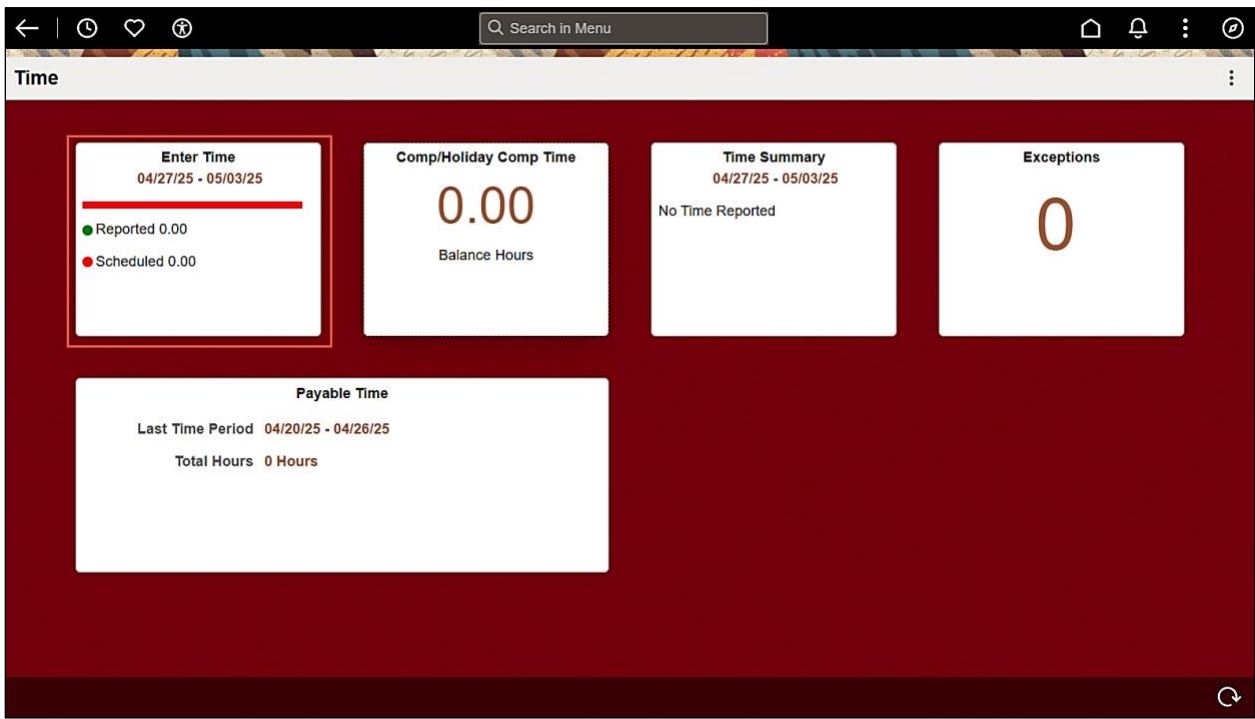 Search in Menu
Time
Enter Time
04/27/25 - 05/03/25
Reported 0.00
Scheduled 0.00
Comp/Holiday Comp Time
0.00
Balance Hours
Time Summary
04/27/25 - 05/03/25
No Time Reported
Exceptions
0
Payable Time
Last Time Period 04/20/25 - 04/26/25
Total Hours 0 Hours